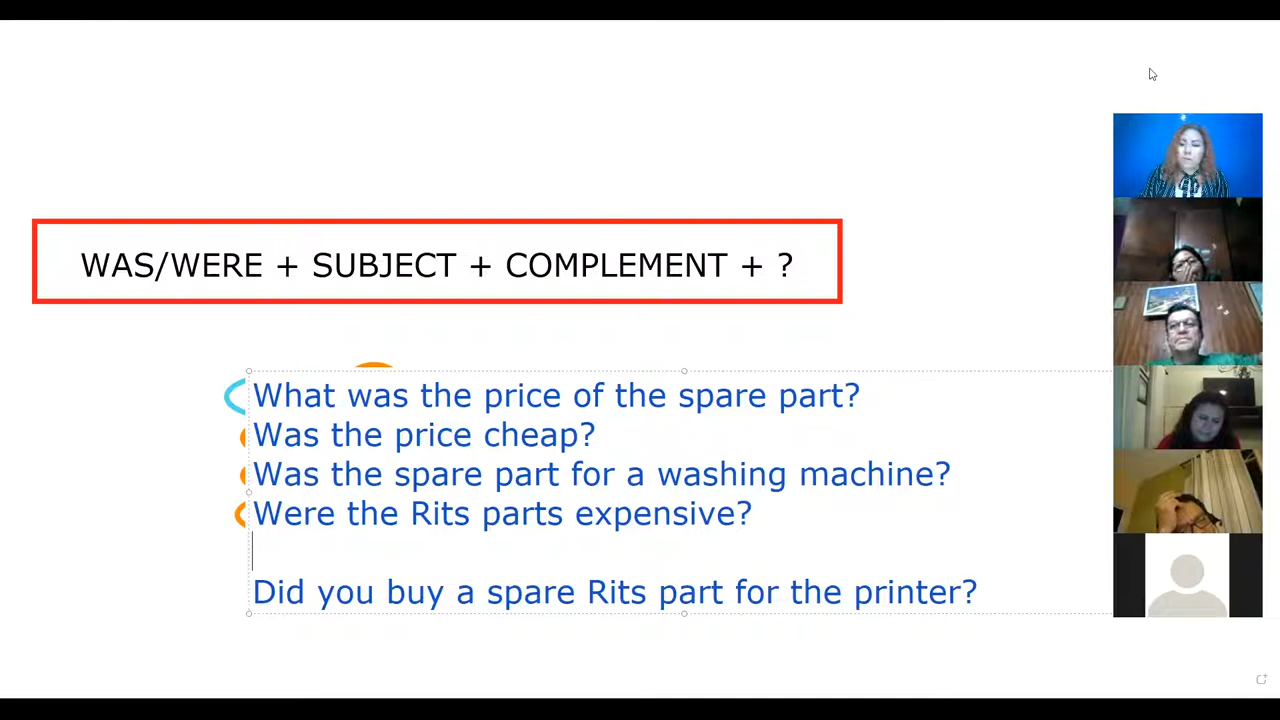 WAS/WERE + SUBJECT + COMPLEMENT + ?
What was the price of the spare part?
Was the price cheap?
Was the spare part for a washing machine?
Were the Rits parts expensive?
Did you buy a spare Rits part for the printer?